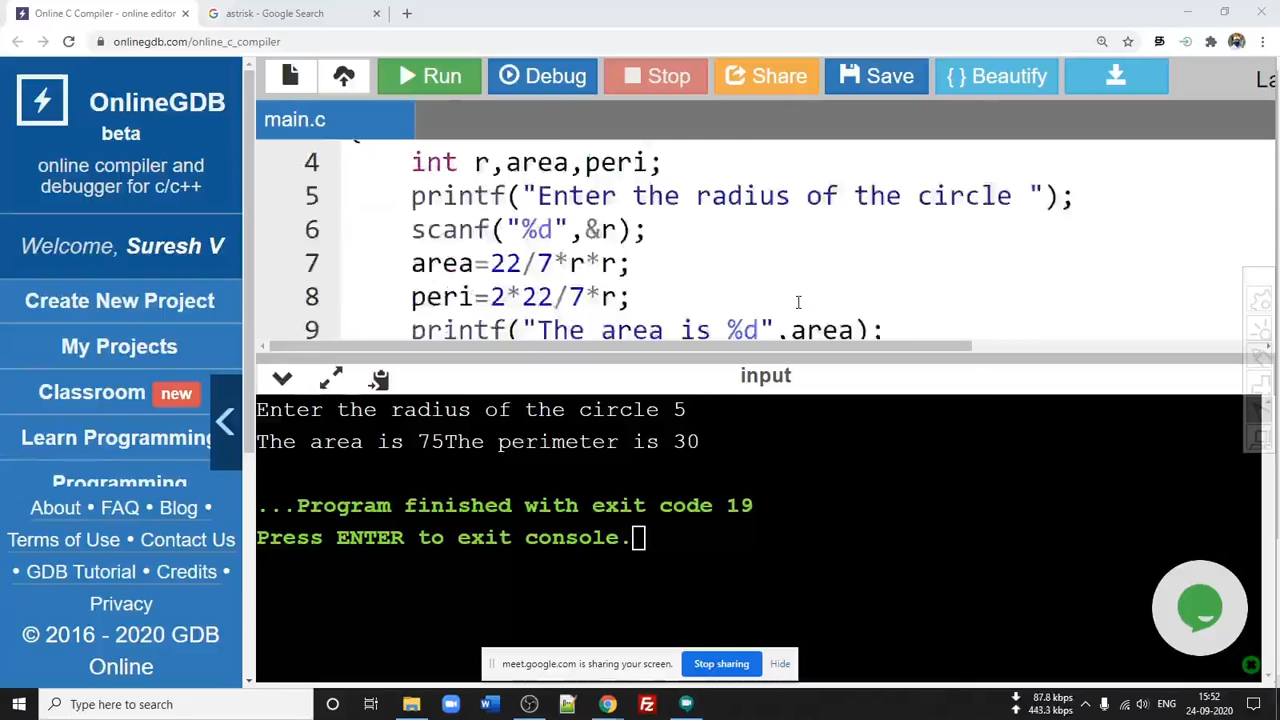 Online C Compiler - online editor
astrisk - Google Search
onlinegdb.com/online_c_compiler
OnlineGDB
beta
online compiler and
debugger for c/c++
Welcome, Suresh V
Create New Project
My Projects
Classroom new
Learn Programming
Programming
About • FAQ • Blog •
Terms of Use • Contact Us
• GDB Tutorial • Credits •
Privacy
© 2016 - 2020 GDB
Online
Run Debug Stop Share Save { } Beautify La
main.c
4 int r,area,peri;
5 printf("Enter the radius of the circle ");
6 scanf("%d",&r);
7 area=22/7*r*r;
8 peri=2*22/7*r;
9 printf("The area is %d",area);
input
Enter the radius of the circle 5
The area is 75The perimeter is 30
...Program finished with exit code 19
Press ENTER to exit console.
meet.google.com is sharing your screen. Stop sharing Hide
Type here to search
87.8 kbps
443.3 kbps
ENG
15:52
24-09-2020